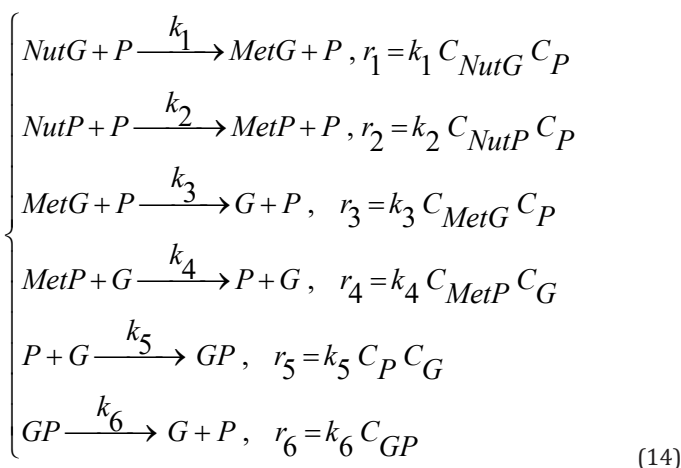 NutG + P —k₁→ MetG + P , r₁ = k₁ C_NutG C_P
NutP + P —k₂→ MetP + P , r₂ = k₂ C_NutP C_P
MetG + P —k₃→ G + P , r₃ = k₃ C_MetG C_P
MetP + G —k₄→ P + G , r₄ = k₄ C_MetP C_G
P + G —k₅→ GP , r₅ = k₅ C_P C_G
GP —k₆→ G + P , r₆ = k₆ C_GP
(14)